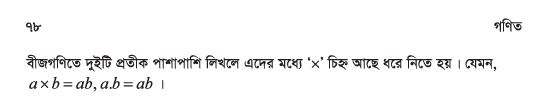 ৭৮ গণিত
বীজগণিতে দুইটি প্রতীক পাশাপাশি লিখলে এদের মধ্যে ‘×’ চিহ্ন আছে ধরে নিতে হয় । যেমন,
a × b = ab, a.b = ab ।